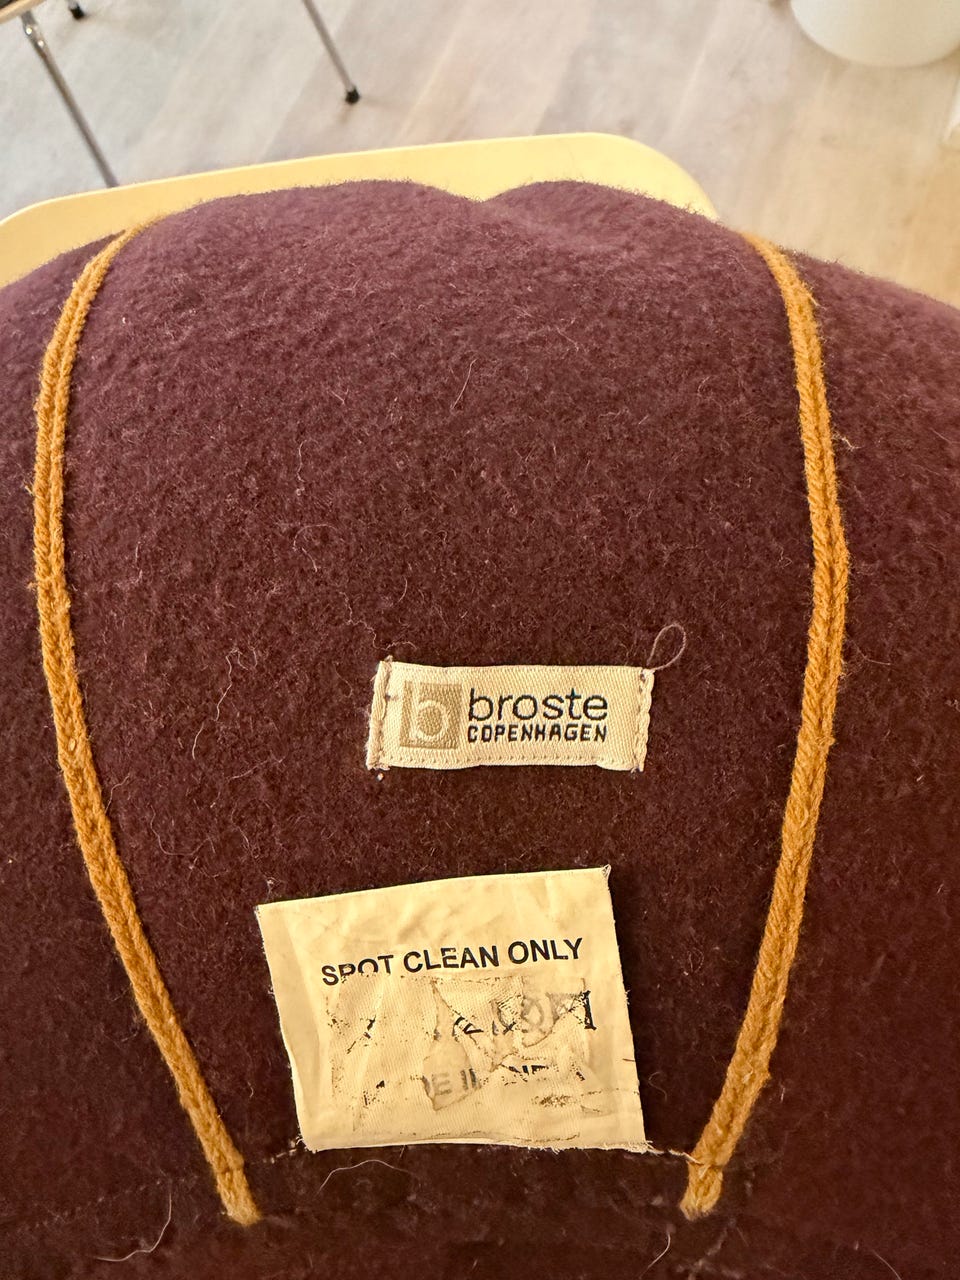 b
broste
COPENHAGEN
SPOT CLEAN ONLY